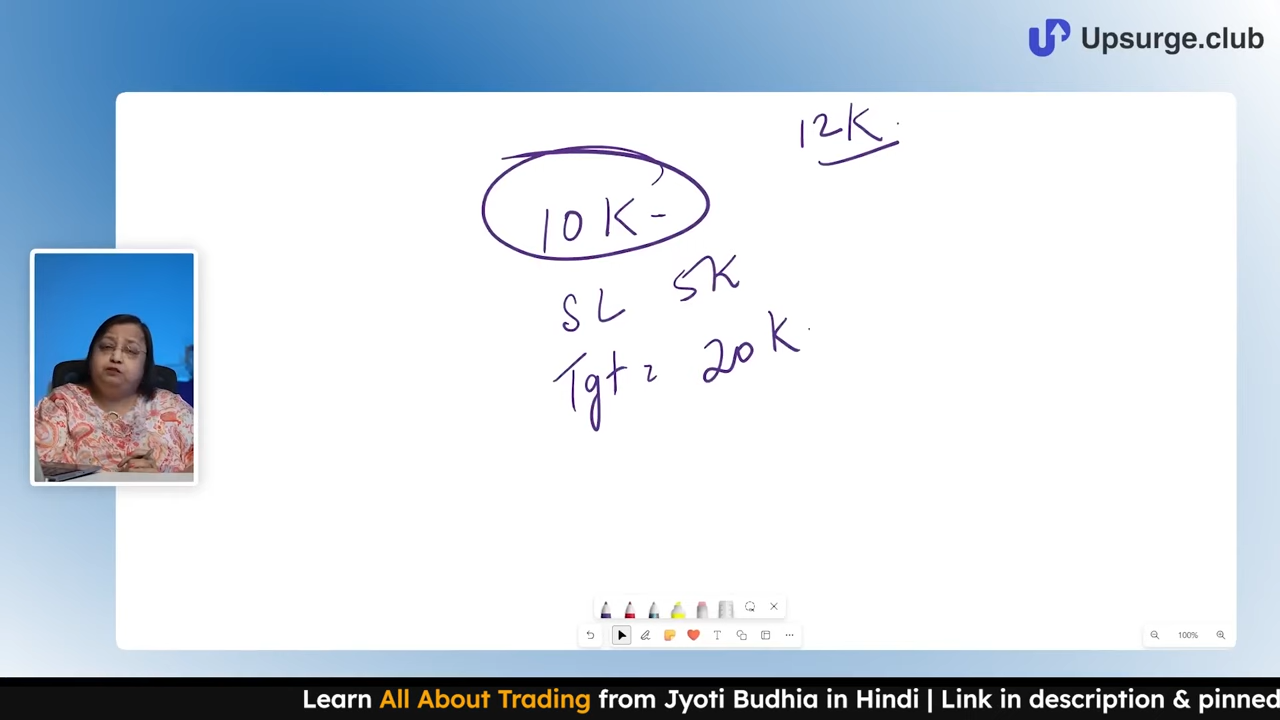 Upsurge.club
12K.
10K-
SL 5K
Tgt = 20K.
100%
Learn All About Trading from Jyoti Budhia in Hindi | Link in description & pinned